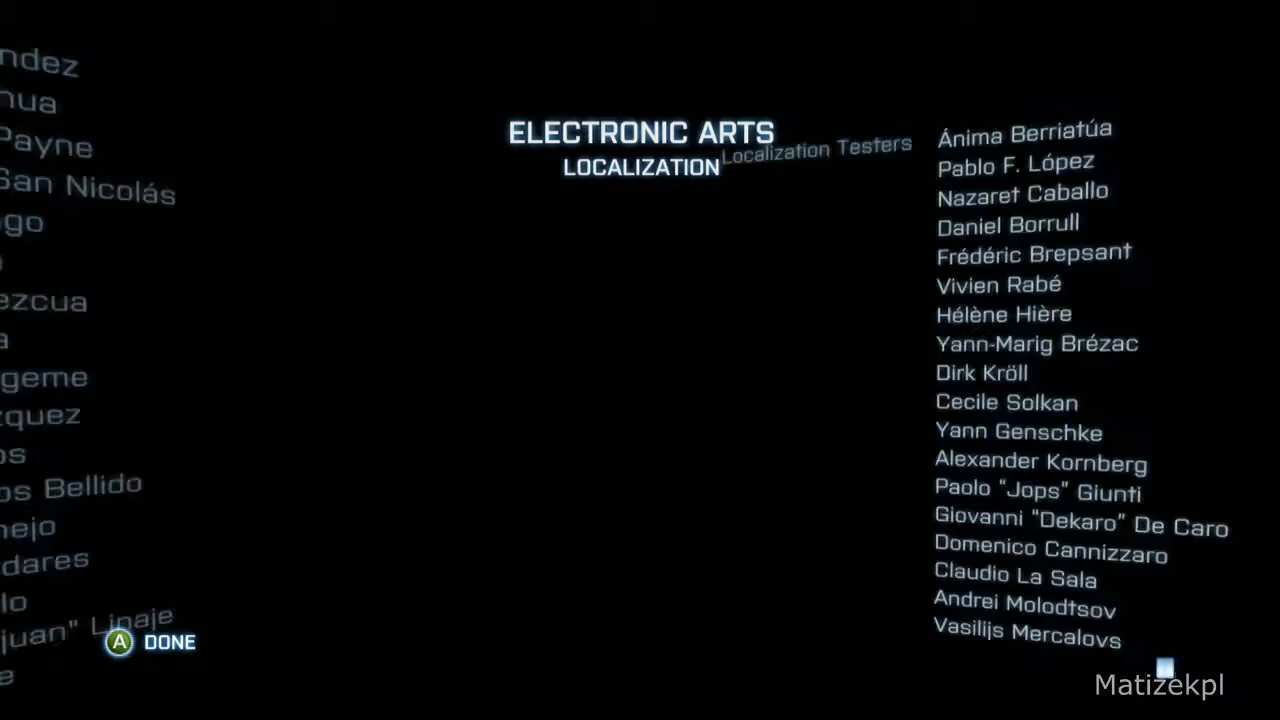 ndez
hua
Payne
San Nicolás
go
ezcua
a
geme
zquez
os
os Bellido
nejo
dares
lo
juan" Linaje
e
A DONE
ELECTRONIC ARTS
LOCALIZATION
Localization Testers
Ánima Berriatúa
Pablo F. López
Nazaret Caballo
Daniel Borrull
Frédéric Brepsant
Vivien Rabé
Hélène Hière
Yann-Marig Brézac
Dirk Kröll
Cecile Solkan
Yann Genschke
Alexander Kornberg
Paolo "Jops" Giunti
Giovanni "Dekaro" De Caro
Domenico Cannizzaro
Claudio La Sala
Andrei Molodtsov
Vasilijs Mercalovs
Matizekpl